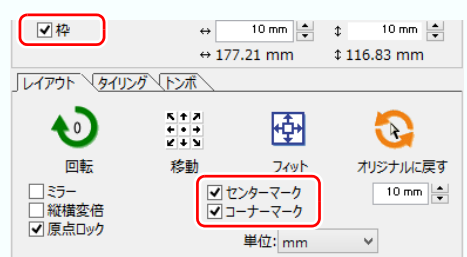 枠 ⇔ 10 mm ⇕ 10 mm
⇔ 177.21 mm ⇕ 116.83 mm
レイアウト タイリング トンボ
0
回転 移動 フィット オリジナルに戻す
ミラー センターマーク 10 mm
縦横変倍 コーナーマーク
原点ロック
単位: mm